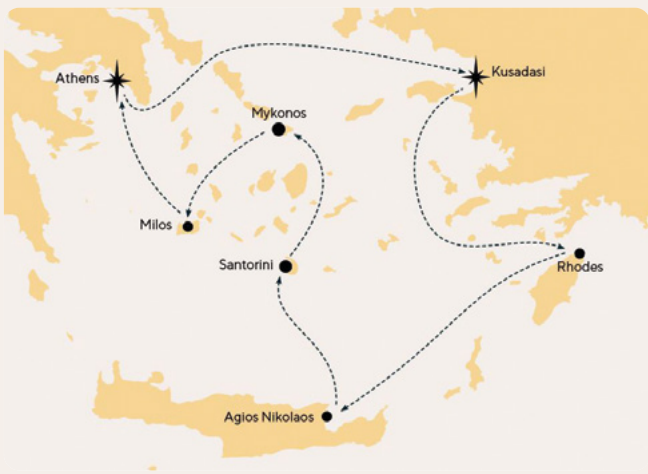 Athens
Kusadasi
Mykonos
Milos
Santorini
Rhodes
Agios Nikolaos